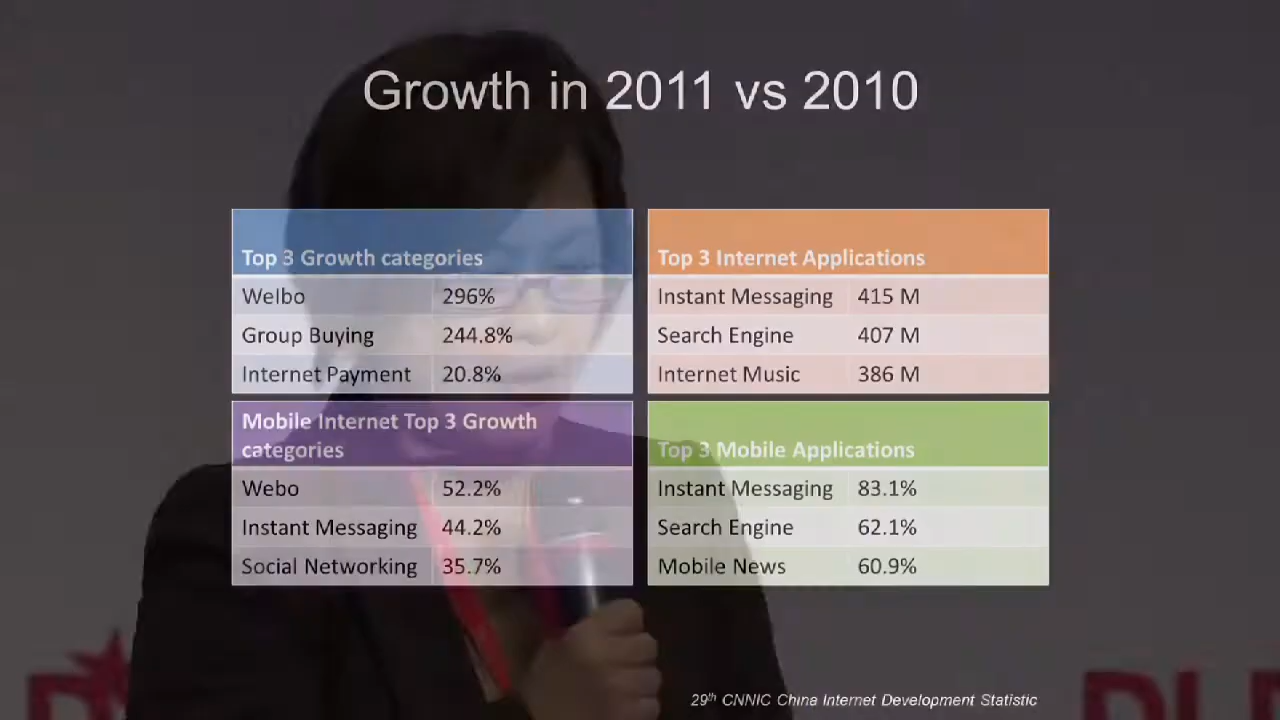 Growth in 2011 vs 2010
Top 3 Growth categories
Weibo 296%
Group Buying 244.8%
Internet Payment 20.8%
Top 3 Internet Applications
Instant Messaging 415 M
Search Engine 407 M
Internet Music 386 M
Mobile Internet Top 3 Growth
categories
Webo 52.2%
Instant Messaging 44.2%
Social Networking 35.7%
Top 3 Mobile Applications
Instant Messaging 83.1%
Search Engine 62.1%
Mobile News 60.9%
29th CNNIC China Internet Development Statistic